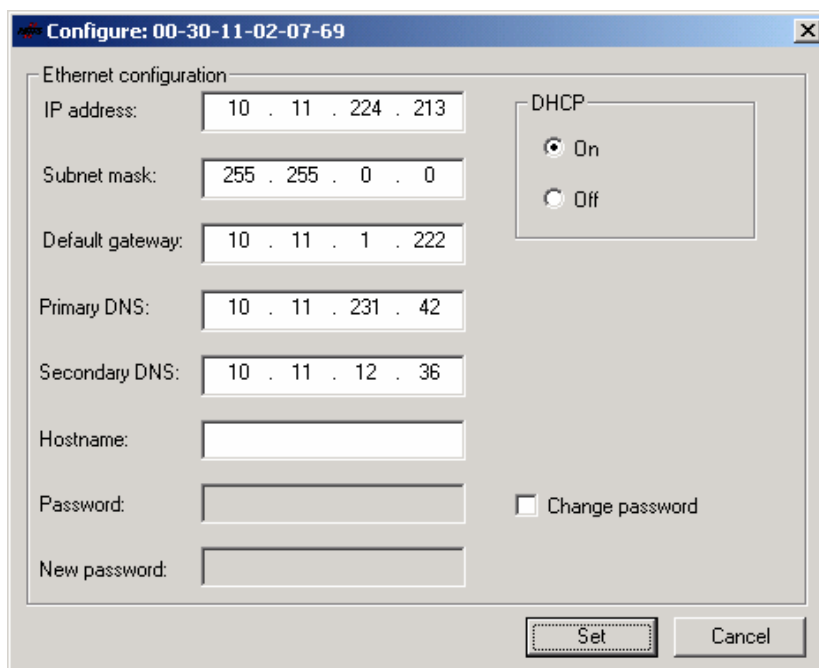 Configure: 00-30-11-02-07-69
Ethernet configuration
IP address: 10 . 11 . 224 . 213
DHCP
On
Subnet mask: 255 . 255 . 0 . 0
Off
Default gateway: 10 . 11 . 1 . 222
Primary DNS: 10 . 11 . 231 . 42
Secondary DNS: 10 . 11 . 12 . 36
Hostname:
Password:
Change password
New password:
Set Cancel